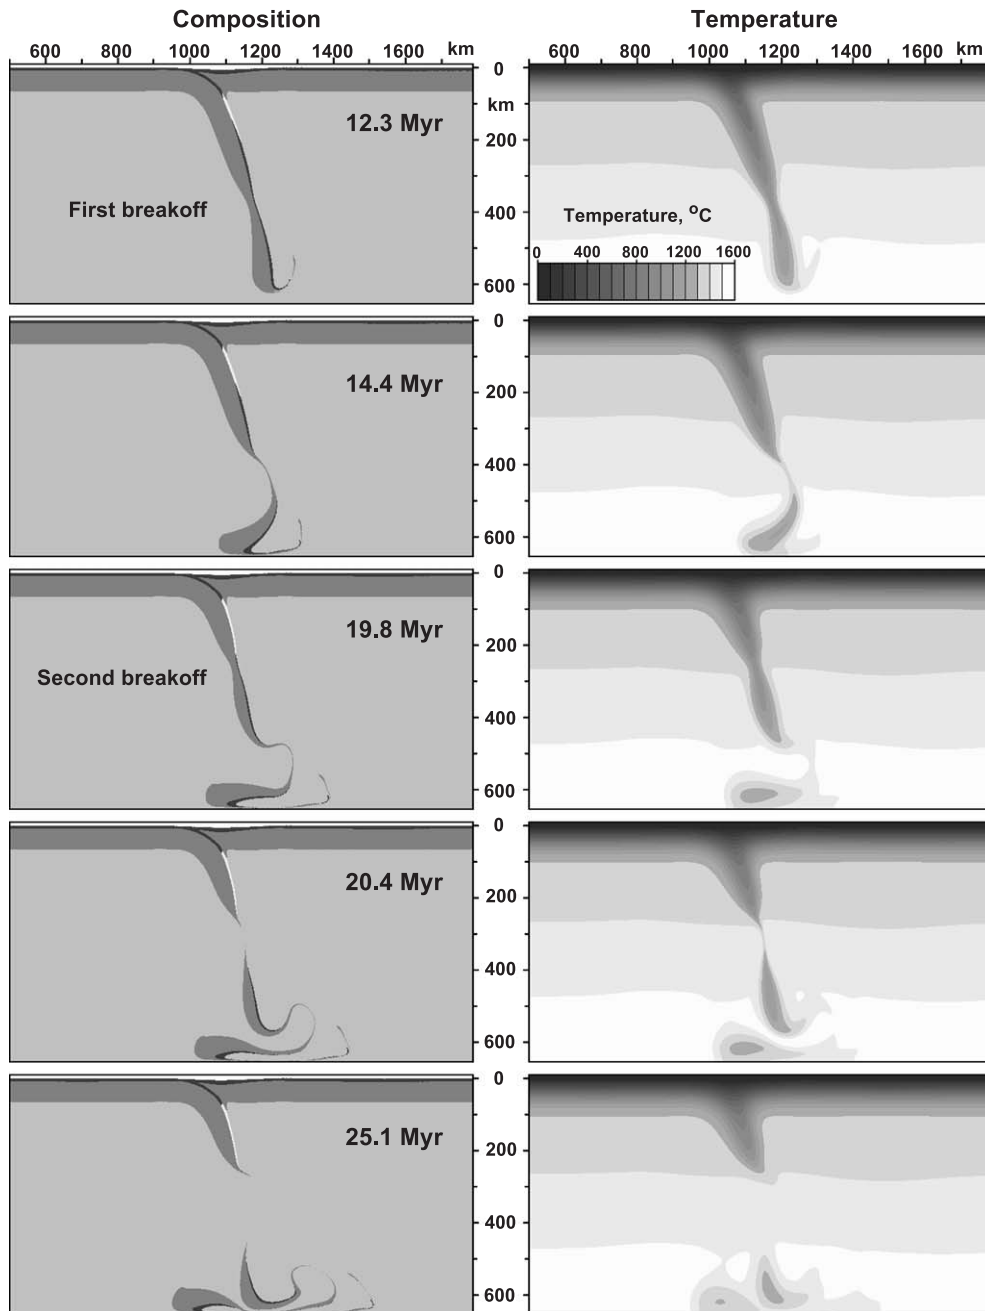 Composition Temperature
600 800 1000 1200 1400 1600 km 600 800 1000 1200 1400 1600 km
0
km
12.3 Myr
200
First breakoff
Temperature, °C
400
0 400 800 1200 1600
600
0
14.4 Myr
200
400
600
0
19.8 Myr
200
Second breakoff
400
600
0
20.4 Myr
200
400
600
0
25.1 Myr
200
400
600